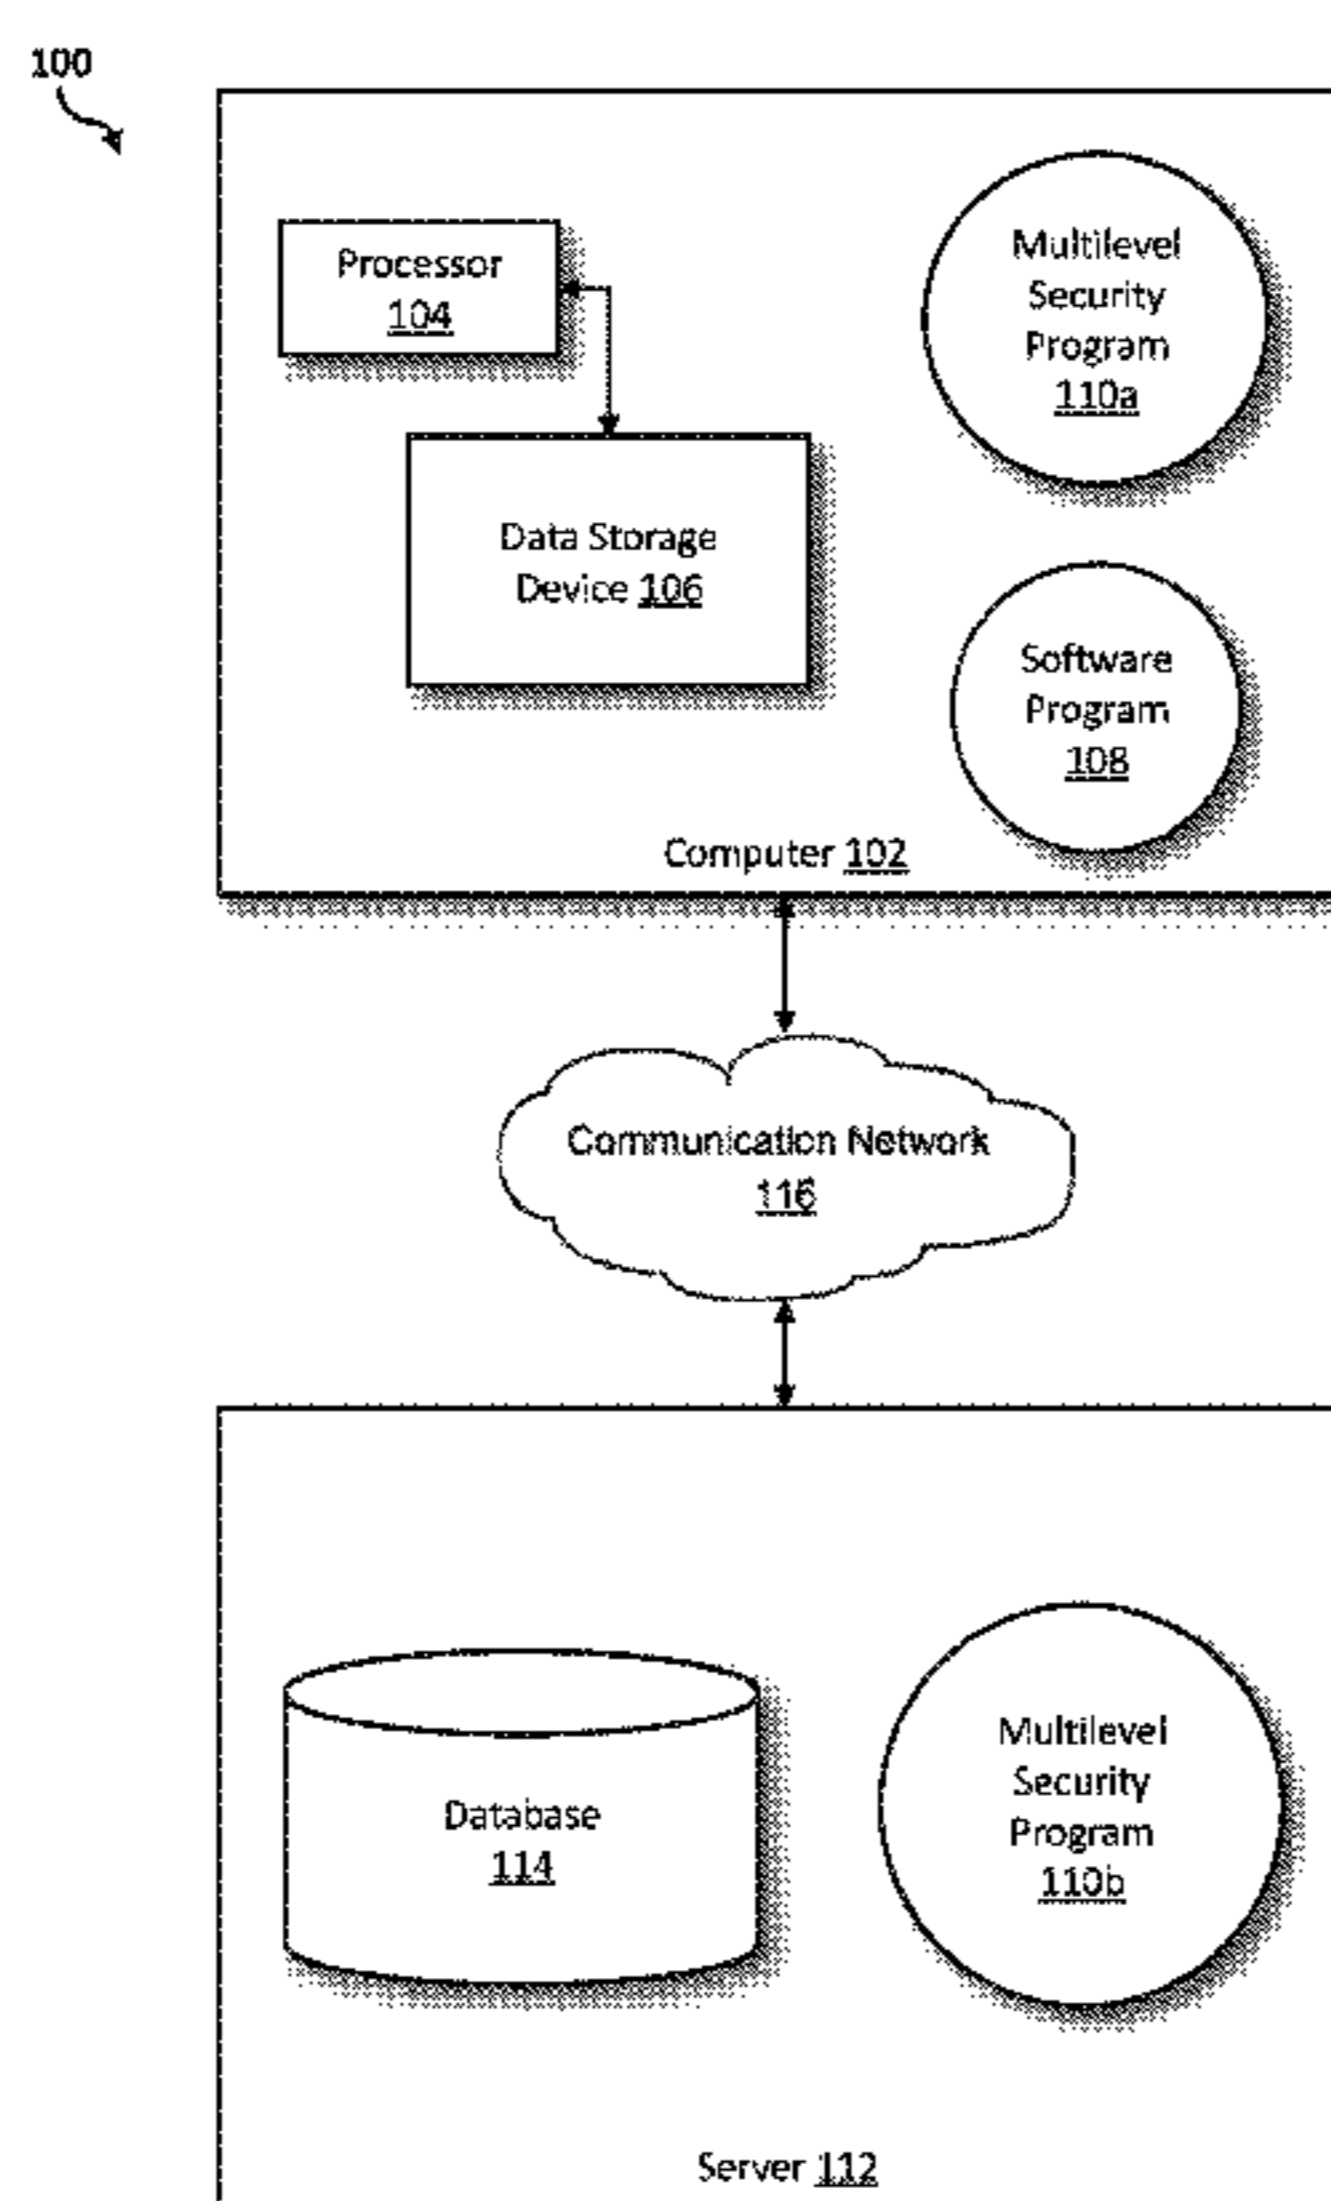 100
Processor
104
Multilevel
Security
Program
110a
Data Storage
Device 106
Software
Program
108
Computer 102
Communication Network
116
Database
114
Multilevel
Security
Program
110b
Server 112